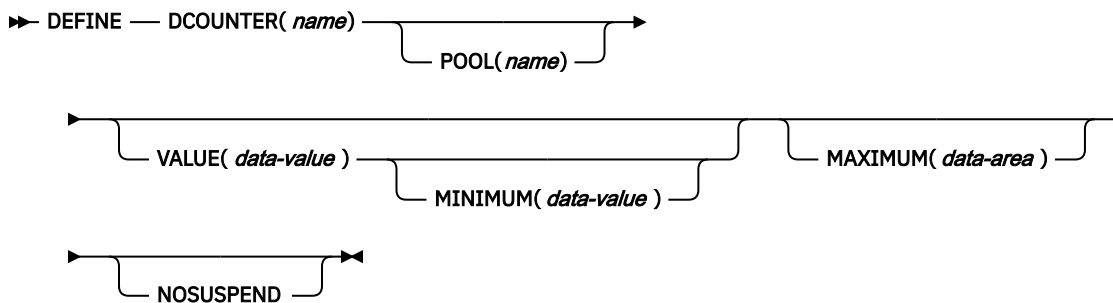 DEFINE DCOUNTER( name)
POOL(name)
VALUE( data-value )
MINIMUM( data-value )
MAXIMUM( data-area )
NOSUSPEND